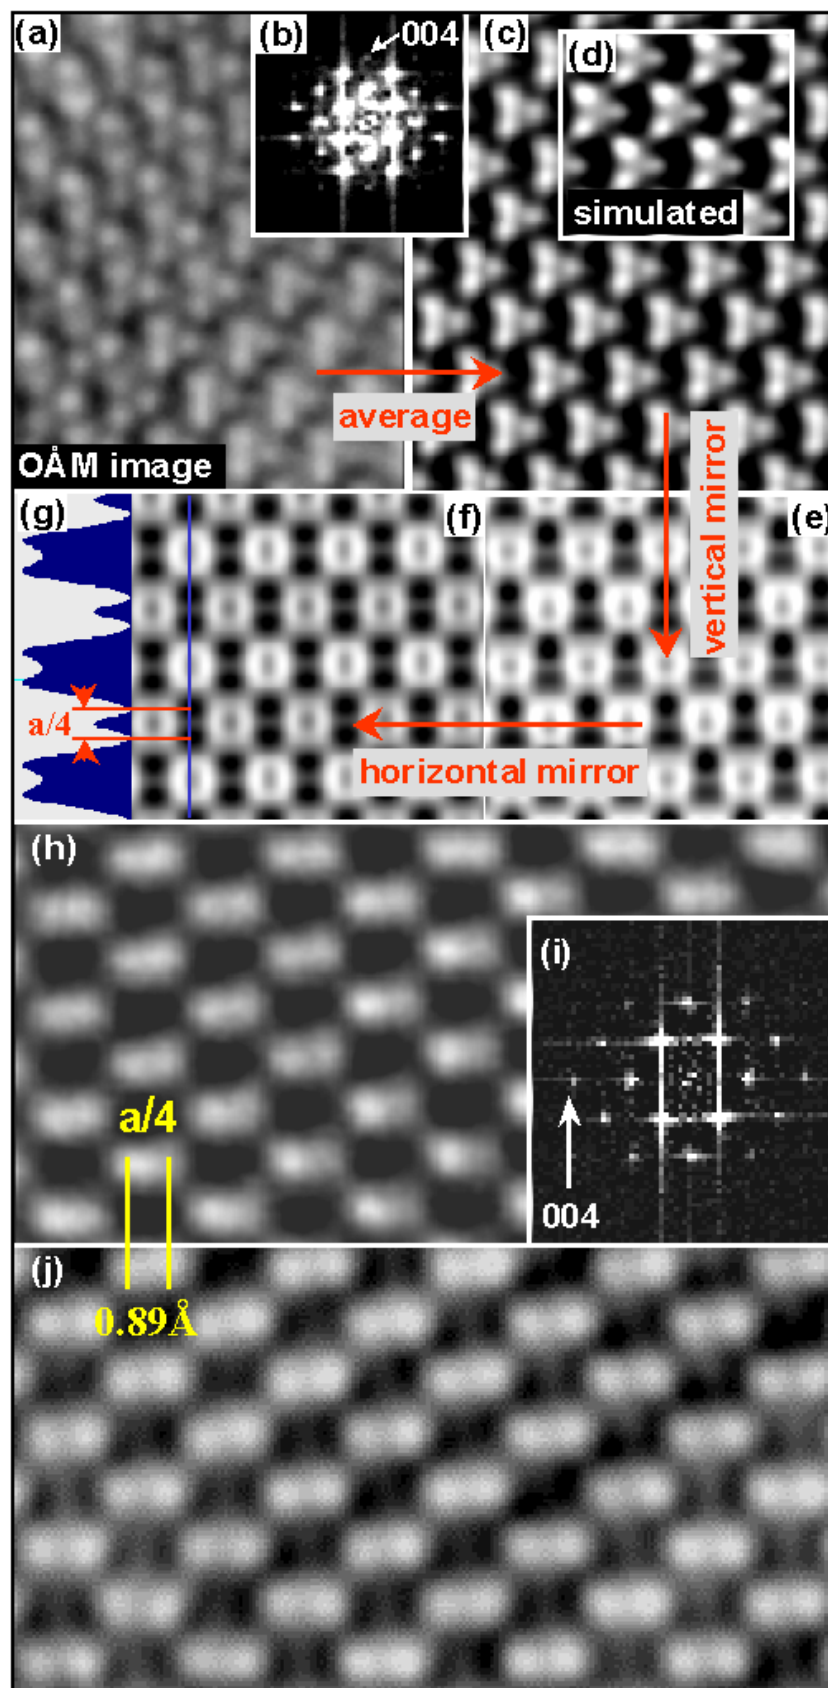 (a)
(b)
004
(c)
(d)
simulated
average
OÅM image
vertical mirror
(g)
(f)
(e)
a/4
horizontal mirror
(h)
(i)
a/4
004
(j)
0.89Å